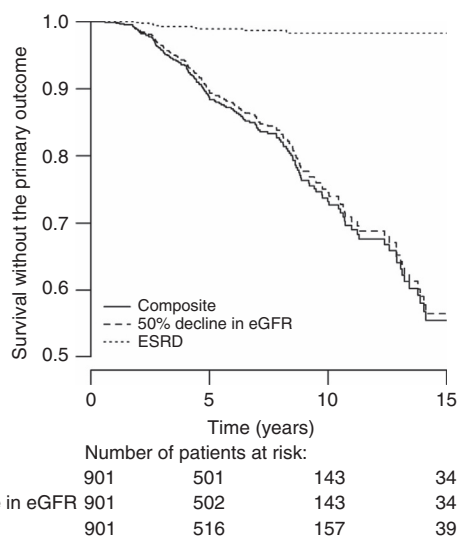 1.0
0.9
0.8
0.7
0.6
0.5
Survival without the primary outcome
Composite
50% decline in eGFR
ESRD
0 5 10 15
Time (years)
Number of patients at risk:
901 501 143 34
in eGFR 901 502 143 34
901 516 157 39